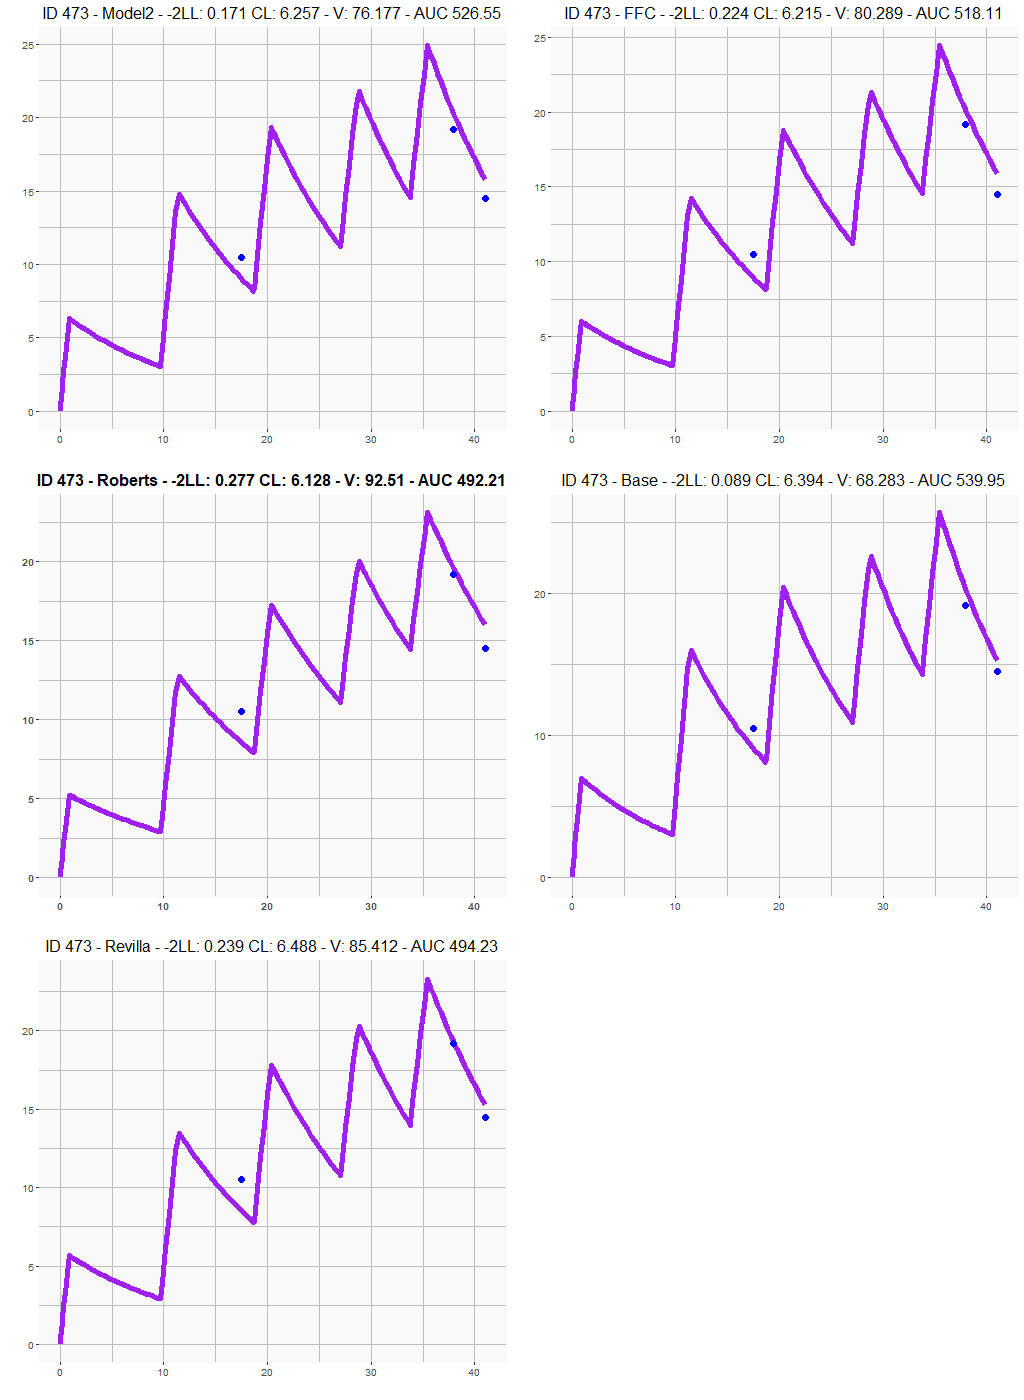 ID 473 - Model2 - -2LL: 0.171 CL: 6.257 - V: 76.177 - AUC 526.55
25
20
15
10
5
0
0 10 20 30 40
ID 473 - FFC - -2LL: 0.224 CL: 6.215 - V: 80.289 - AUC 518.11
25
20
15
10
5
0
0 10 20 30 40
ID 473 - Roberts - -2LL: 0.277 CL: 6.128 - V: 92.51 - AUC 492.21
20
15
10
5
0
0 10 20 30 40
ID 473 - Base - -2LL: 0.089 CL: 6.394 - V: 68.283 - AUC 539.95
20
10
0
0 10 20 30 40
ID 473 - Revilla - -2LL: 0.239 CL: 6.488 - V: 85.412 - AUC 494.23
20
15
10
5
0
0 10 20 30 40